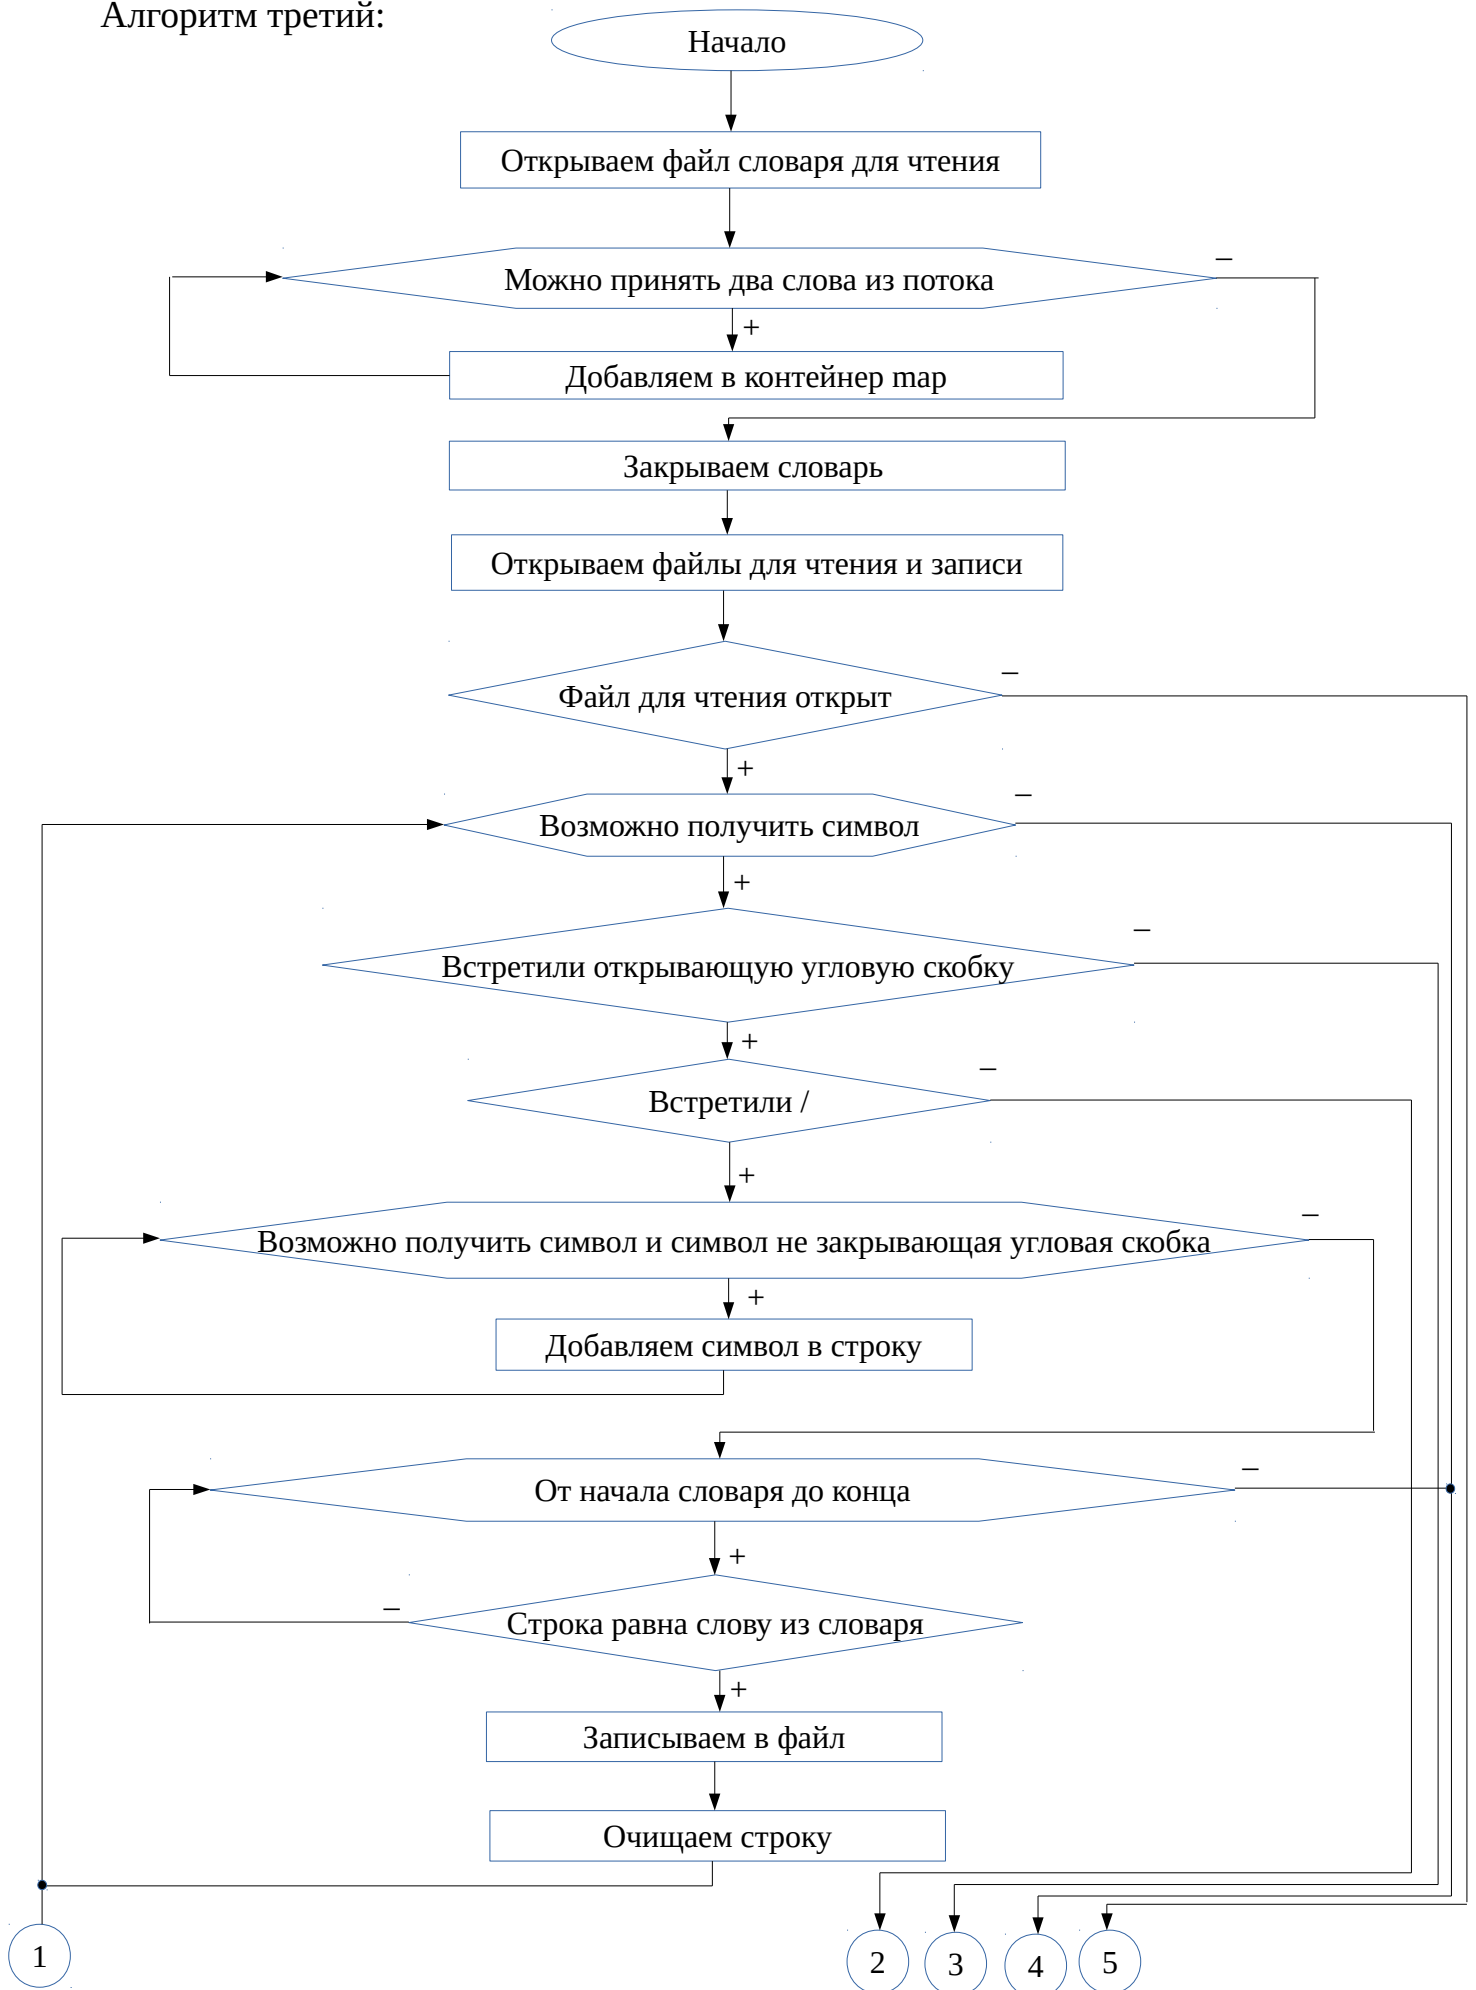 Алгоритм третий:
Начало
Открываем файл словаря для чтения
–
Можно принять два слова из потока
+
Добавляем в контейнер map
Закрываем словарь
Открываем файлы для чтения и записи
–
Файл для чтения открыт
+
–
Возможно получить символ
+
–
Встретили открывающую угловую скобку
+
–
Встретили /
+
–
Возможно получить символ и символ не закрывающая угловая скобка
+
Добавляем символ в строку
–
От начала словаря до конца
+
–
Строка равна слову из словаря
+
Записываем в файл
Очищаем строку
1 2 3 4 5